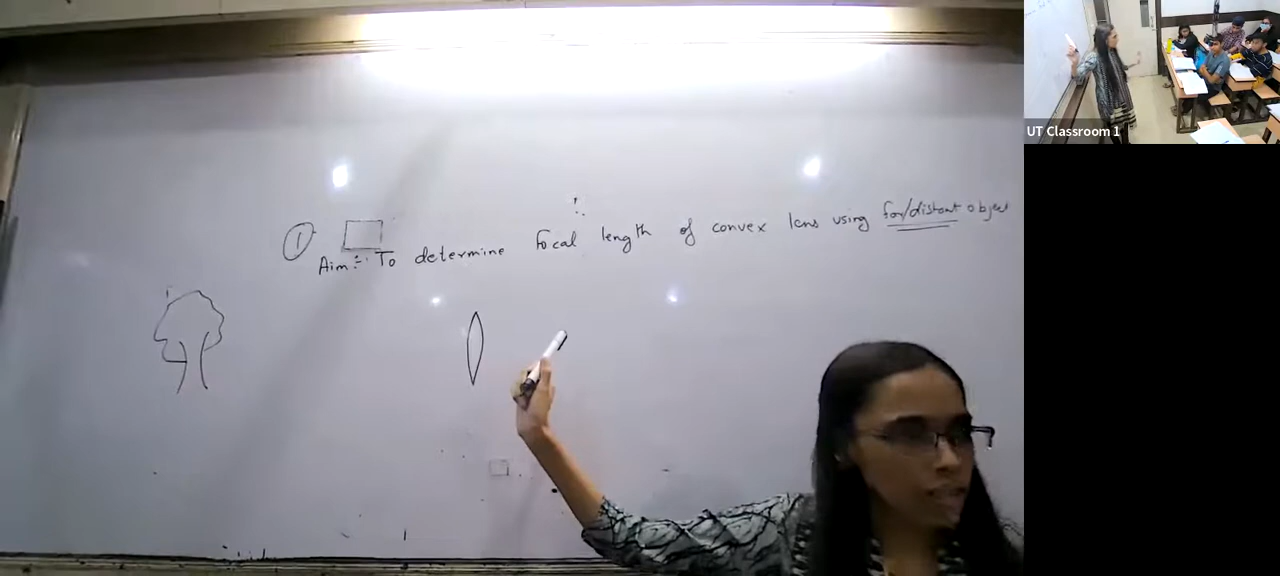 ① Aim:- To determine focal length of convex lens using far/distant object
UT Classroom 1